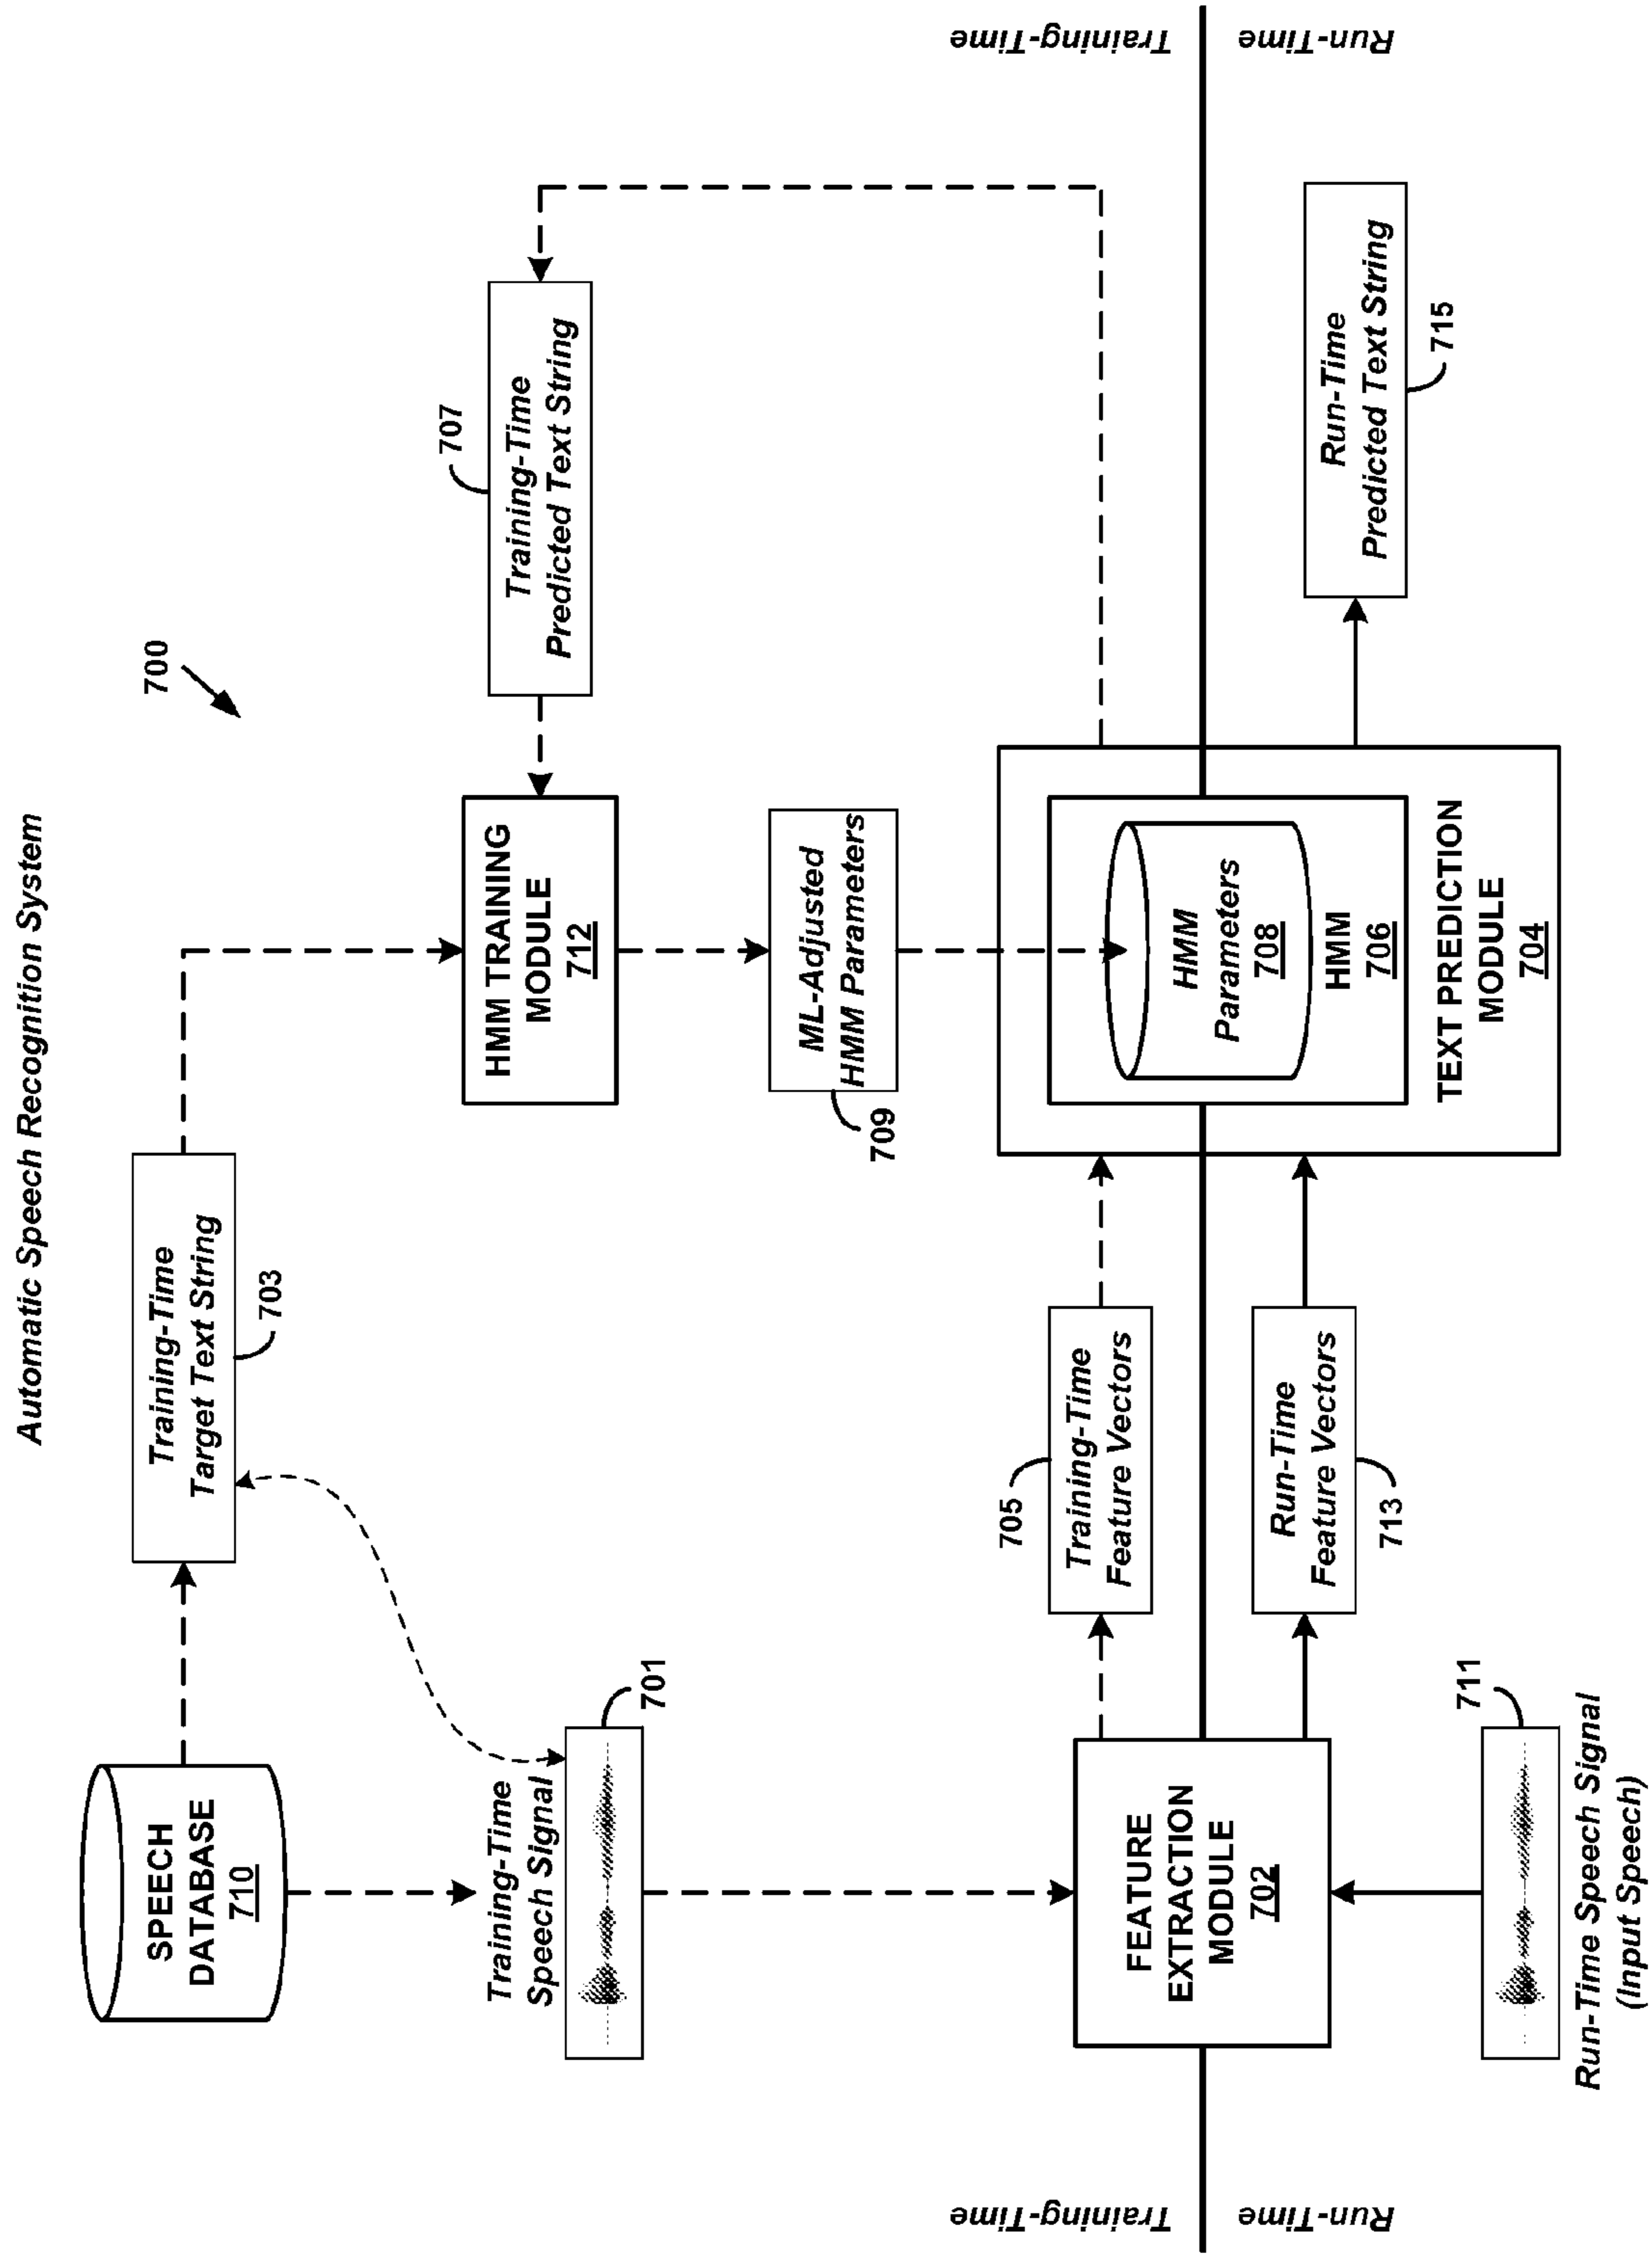 Automatic Speech Recognition System
700
SPEECH
DATABASE
710
Training-Time
Target Text String
703
Training-Time
Speech Signal
701
HMM TRAINING
MODULE
712
707
Training-Time
Predicted Text String
ML-Adjusted
HMM Parameters
709
Training-Time
Run-Time
FEATURE
EXTRACTION
MODULE
702
705
Training-Time
Feature Vectors
Run-Time
Feature Vectors
713
HMM
Parameters
708
HMM
706
TEXT PREDICTION
MODULE
704
Training-Time
Run-Time
Run-Time
Predicted Text String
715
711
Run-Time Speech Signal
(Input Speech)